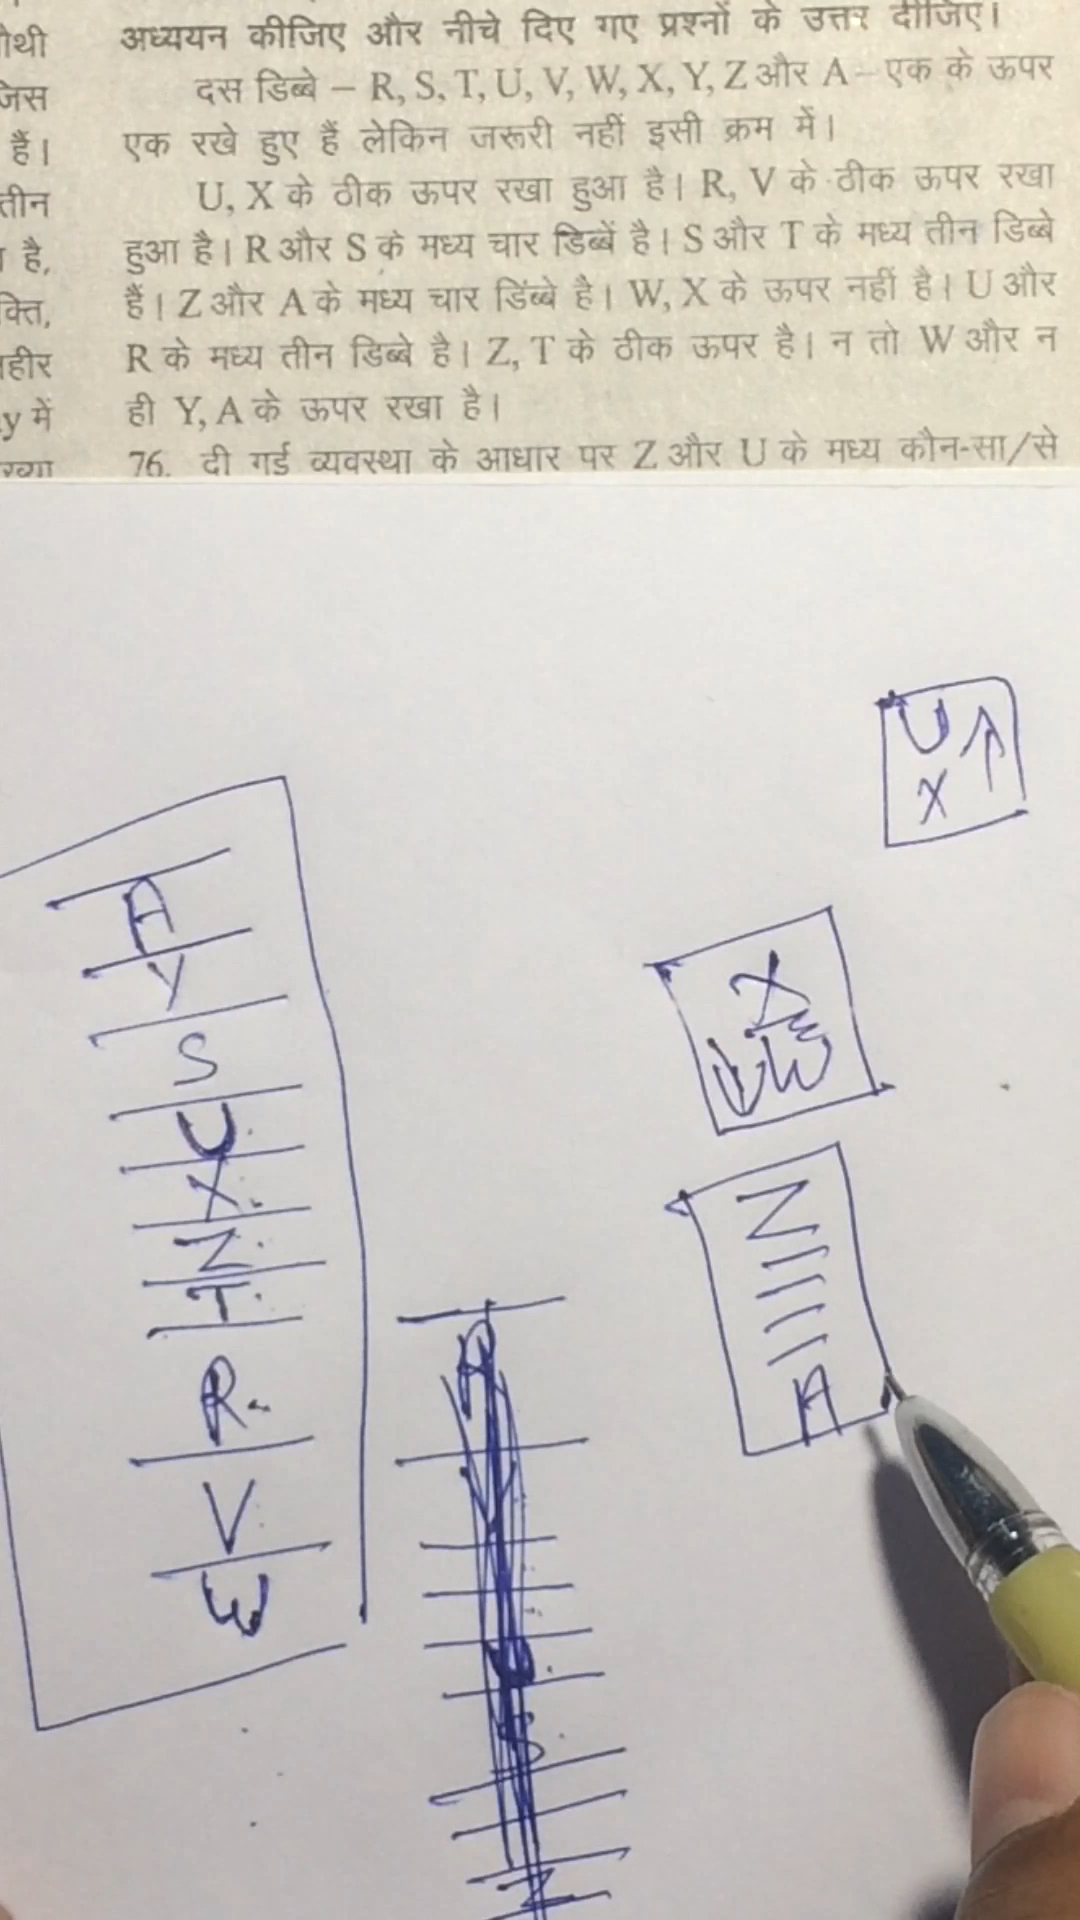 अध्ययन कीजिए और नीचे दिए गए प्रश्नों के उत्तर दीजिए।
ौथी
दस डिब्बे – R, S, T, U, V, W, X, Y, Z और A – एक के ऊपर
जिस
एक रखे हुए हैं लेकिन जरूरी नहीं इसी क्रम में।
हैं।
U, X के ठीक ऊपर रखा हुआ है। R, V के ठीक ऊपर रखा
तीन
हुआ है। R और S के मध्य चार डिब्बें है। S और T के मध्य तीन डिब्बे
है,
हैं। Z और A के मध्य चार डिंब्बे है। W, X के ऊपर नहीं है। U और
क्ति,
R के मध्य तीन डिब्बे है। Z, T के ठीक ऊपर है। न तो W और न
हीर
ही Y, A के ऊपर रखा है।
y में
76. दी गई व्यवस्था के आधार पर Z और U के मध्य कौन-सा/से
U
X
A
Y
S
U
X
Z
T
R
V
W
X
W
Z
A